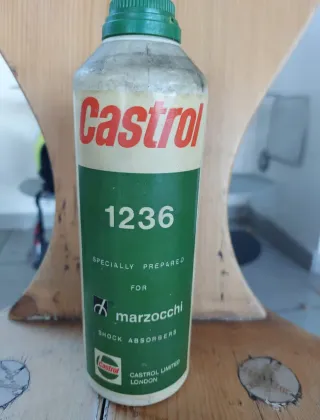 Castrol
1236
SPECIALLY PREPARED
FOR
marzocchi
SHOCK ABSORBERS
Castrol
CASTROL LIMITED
LONDON